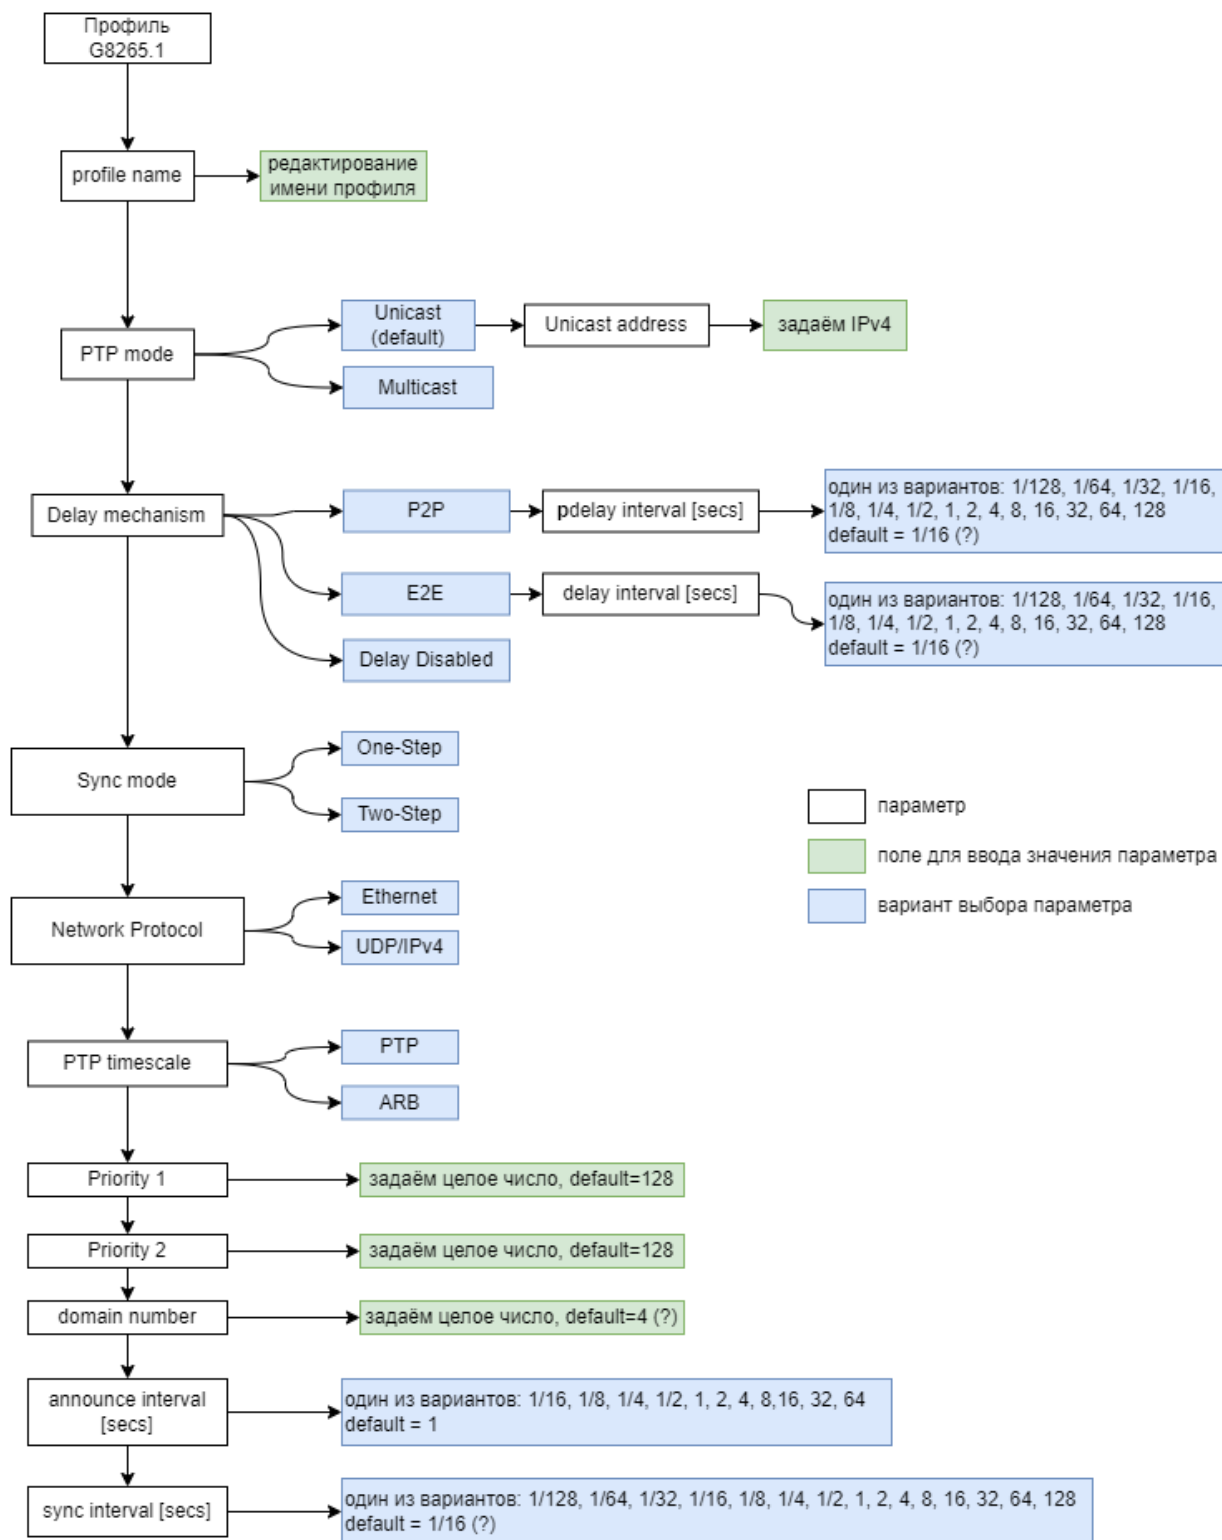 Профиль
G8265.1
profile name
редактирование
имени профиля
PTP mode
Unicast
(default)
Unicast address
задаём IPv4
Multicast
Delay mechanism
P2P
pdelay interval [secs]
один из вариантов: 1/128, 1/64, 1/32, 1/16,
1/8, 1/4, 1/2, 1, 2, 4, 8, 16, 32, 64, 128
default = 1/16 (?)
E2E
delay interval [secs]
один из вариантов: 1/128, 1/64, 1/32, 1/16,
1/8, 1/4, 1/2, 1, 2, 4, 8, 16, 32, 64, 128
default = 1/16 (?)
Delay Disabled
Sync mode
One-Step
Two-Step
параметр
поле для ввода значения параметра
вариант выбора параметра
Network Protocol
Ethernet
UDP/IPv4
PTP timescale
PTP
ARB
Priority 1
задаём целое число, default=128
Priority 2
задаём целое число, default=128
domain number
задаём целое число, default=4 (?)
announce interval
[secs]
один из вариантов: 1/16, 1/8, 1/4, 1/2, 1, 2, 4, 8,16, 32, 64
default = 1
sync interval [secs]
один из вариантов: 1/128, 1/64, 1/32, 1/16, 1/8, 1/4, 1/2, 1, 2, 4, 8, 16, 32, 64, 128
default = 1/16 (?)